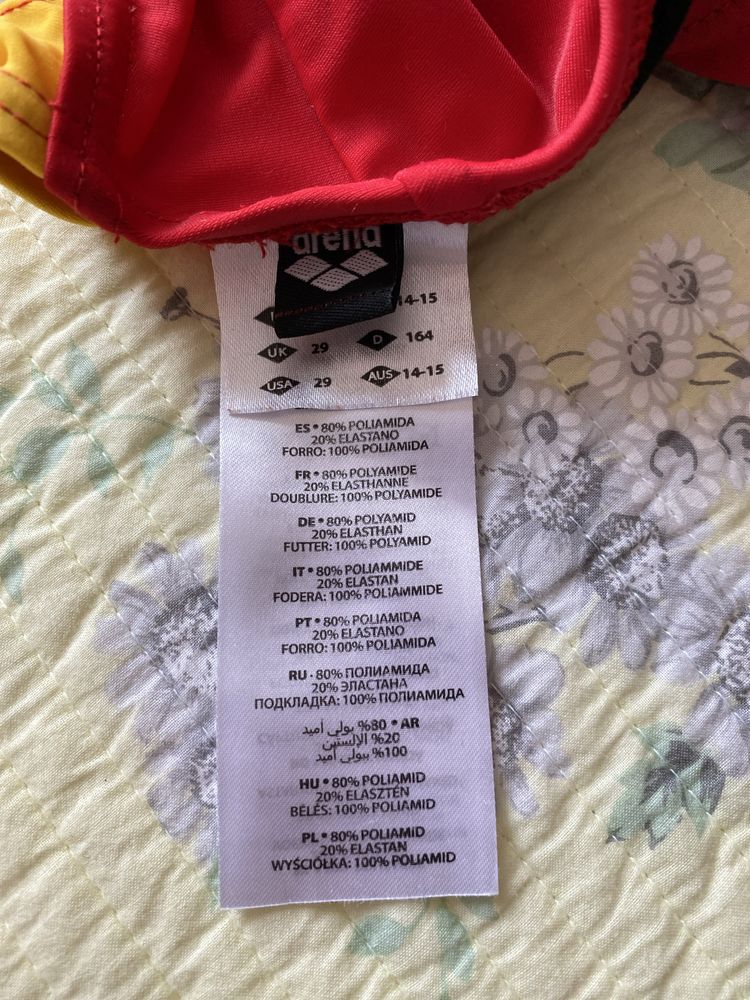 arena
14-15
UK 29 D 164
USA 29 AUS 14-15
ES • 80% POLIAMIDA
20% ELASTANO
FORRO: 100% POLIAMIDA
FR • 80% POLYAMIDE
20% ELASTHANNE
DOUBLURE: 100% POLYAMIDE
DE • 80% POLYAMID
20% ELASTHAN
FUTTER: 100% POLYAMID
IT • 80% POLIAMMIDE
20% ELASTAN
FODERA: 100% POLIAMMIDE
PT • 80% POLIAMIDA
20% ELASTANO
FORRO: 100% POLIAMIDA
RU · 80% ПОЛИАМИДА
20% ЭЛАСТАНА
ПОДКЛАДКА: 100% ПОЛИАМИДА
AR • 80% بولي أميد
20% الإلستين
100% بولي أميد
HU • 80% POLIAMID
20% ELASZTÉN
BÉLÉS: 100% POLIAMID
PL • 80% POLIAMID
20% ELASTAN
WYŚCIÓŁKA: 100% POLIAMID